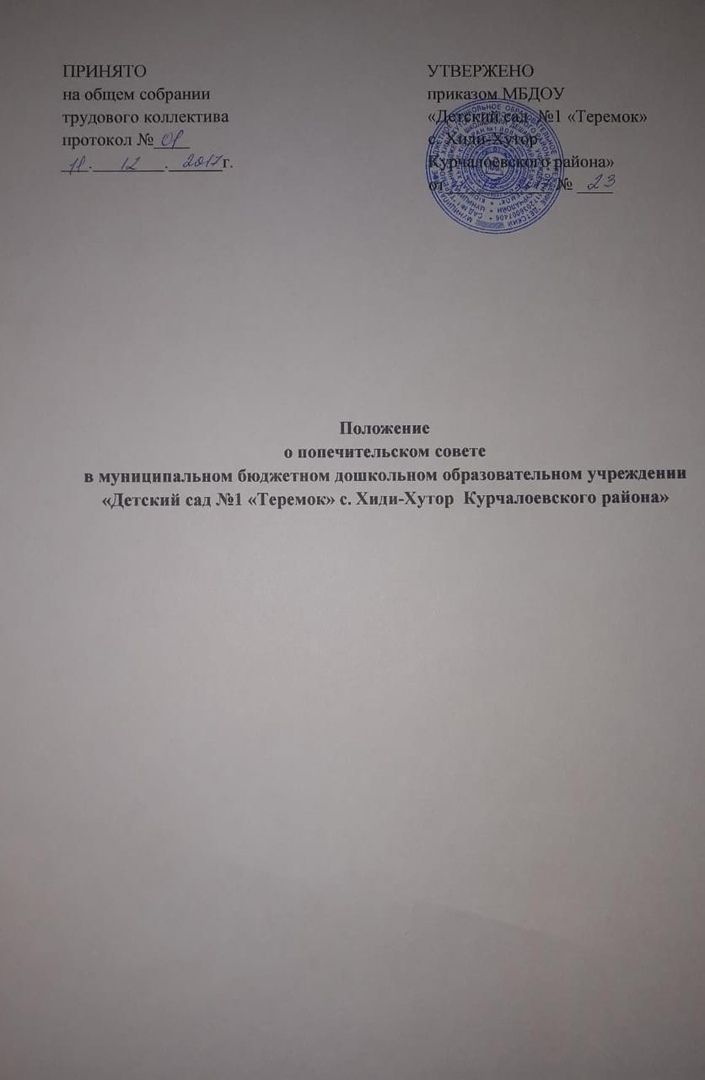 ПРИНЯТО
на общем собрании
трудового коллектива
протокол № 01
11. 12. 2017г.
УТВЕРЖЕНО
приказом МБДОУ
«Детский сад №1 «Теремок»
с. Хиди-Хутор
Курчалоевского района»
от 12 2017 № 23
Положение
о попечительском совете
в муниципальном бюджетном дошкольном образовательном учреждении
«Детский сад №1 «Теремок» с. Хиди-Хутор Курчалоевского района»